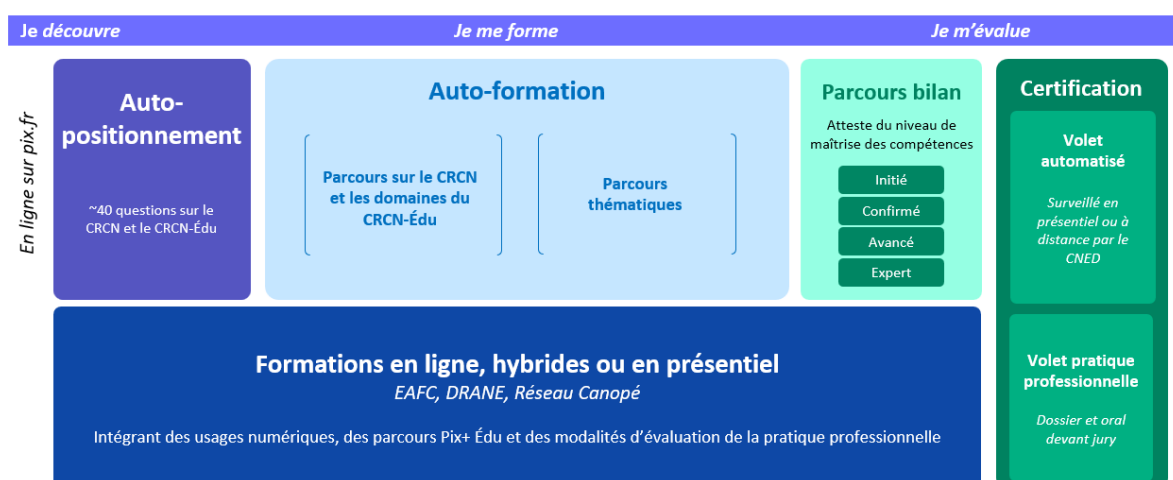 Je découvre
Je me forme
Je m'évalue
En ligne sur pix.fr
Auto-
positionnement
~40 questions sur le
CRCN et le CRCN-Édu
Auto-formation
Parcours sur le CRCN
et les domaines du
CRCN-Édu
Parcours
thématiques
Parcours bilan
Atteste du niveau de
maîtrise des compétences
Initié
Confirmé
Avancé
Expert
Certification
Volet
automatisé
Surveillé en
présentiel ou à
distance par le
CNED
Volet pratique
professionnelle
Dossier et oral
devant jury
Formations en ligne, hybrides ou en présentiel
EAFC, DRANE, Réseau Canopé
Intégrant des usages numériques, des parcours Pix+ Édu et des modalités d'évaluation de la pratique professionnelle